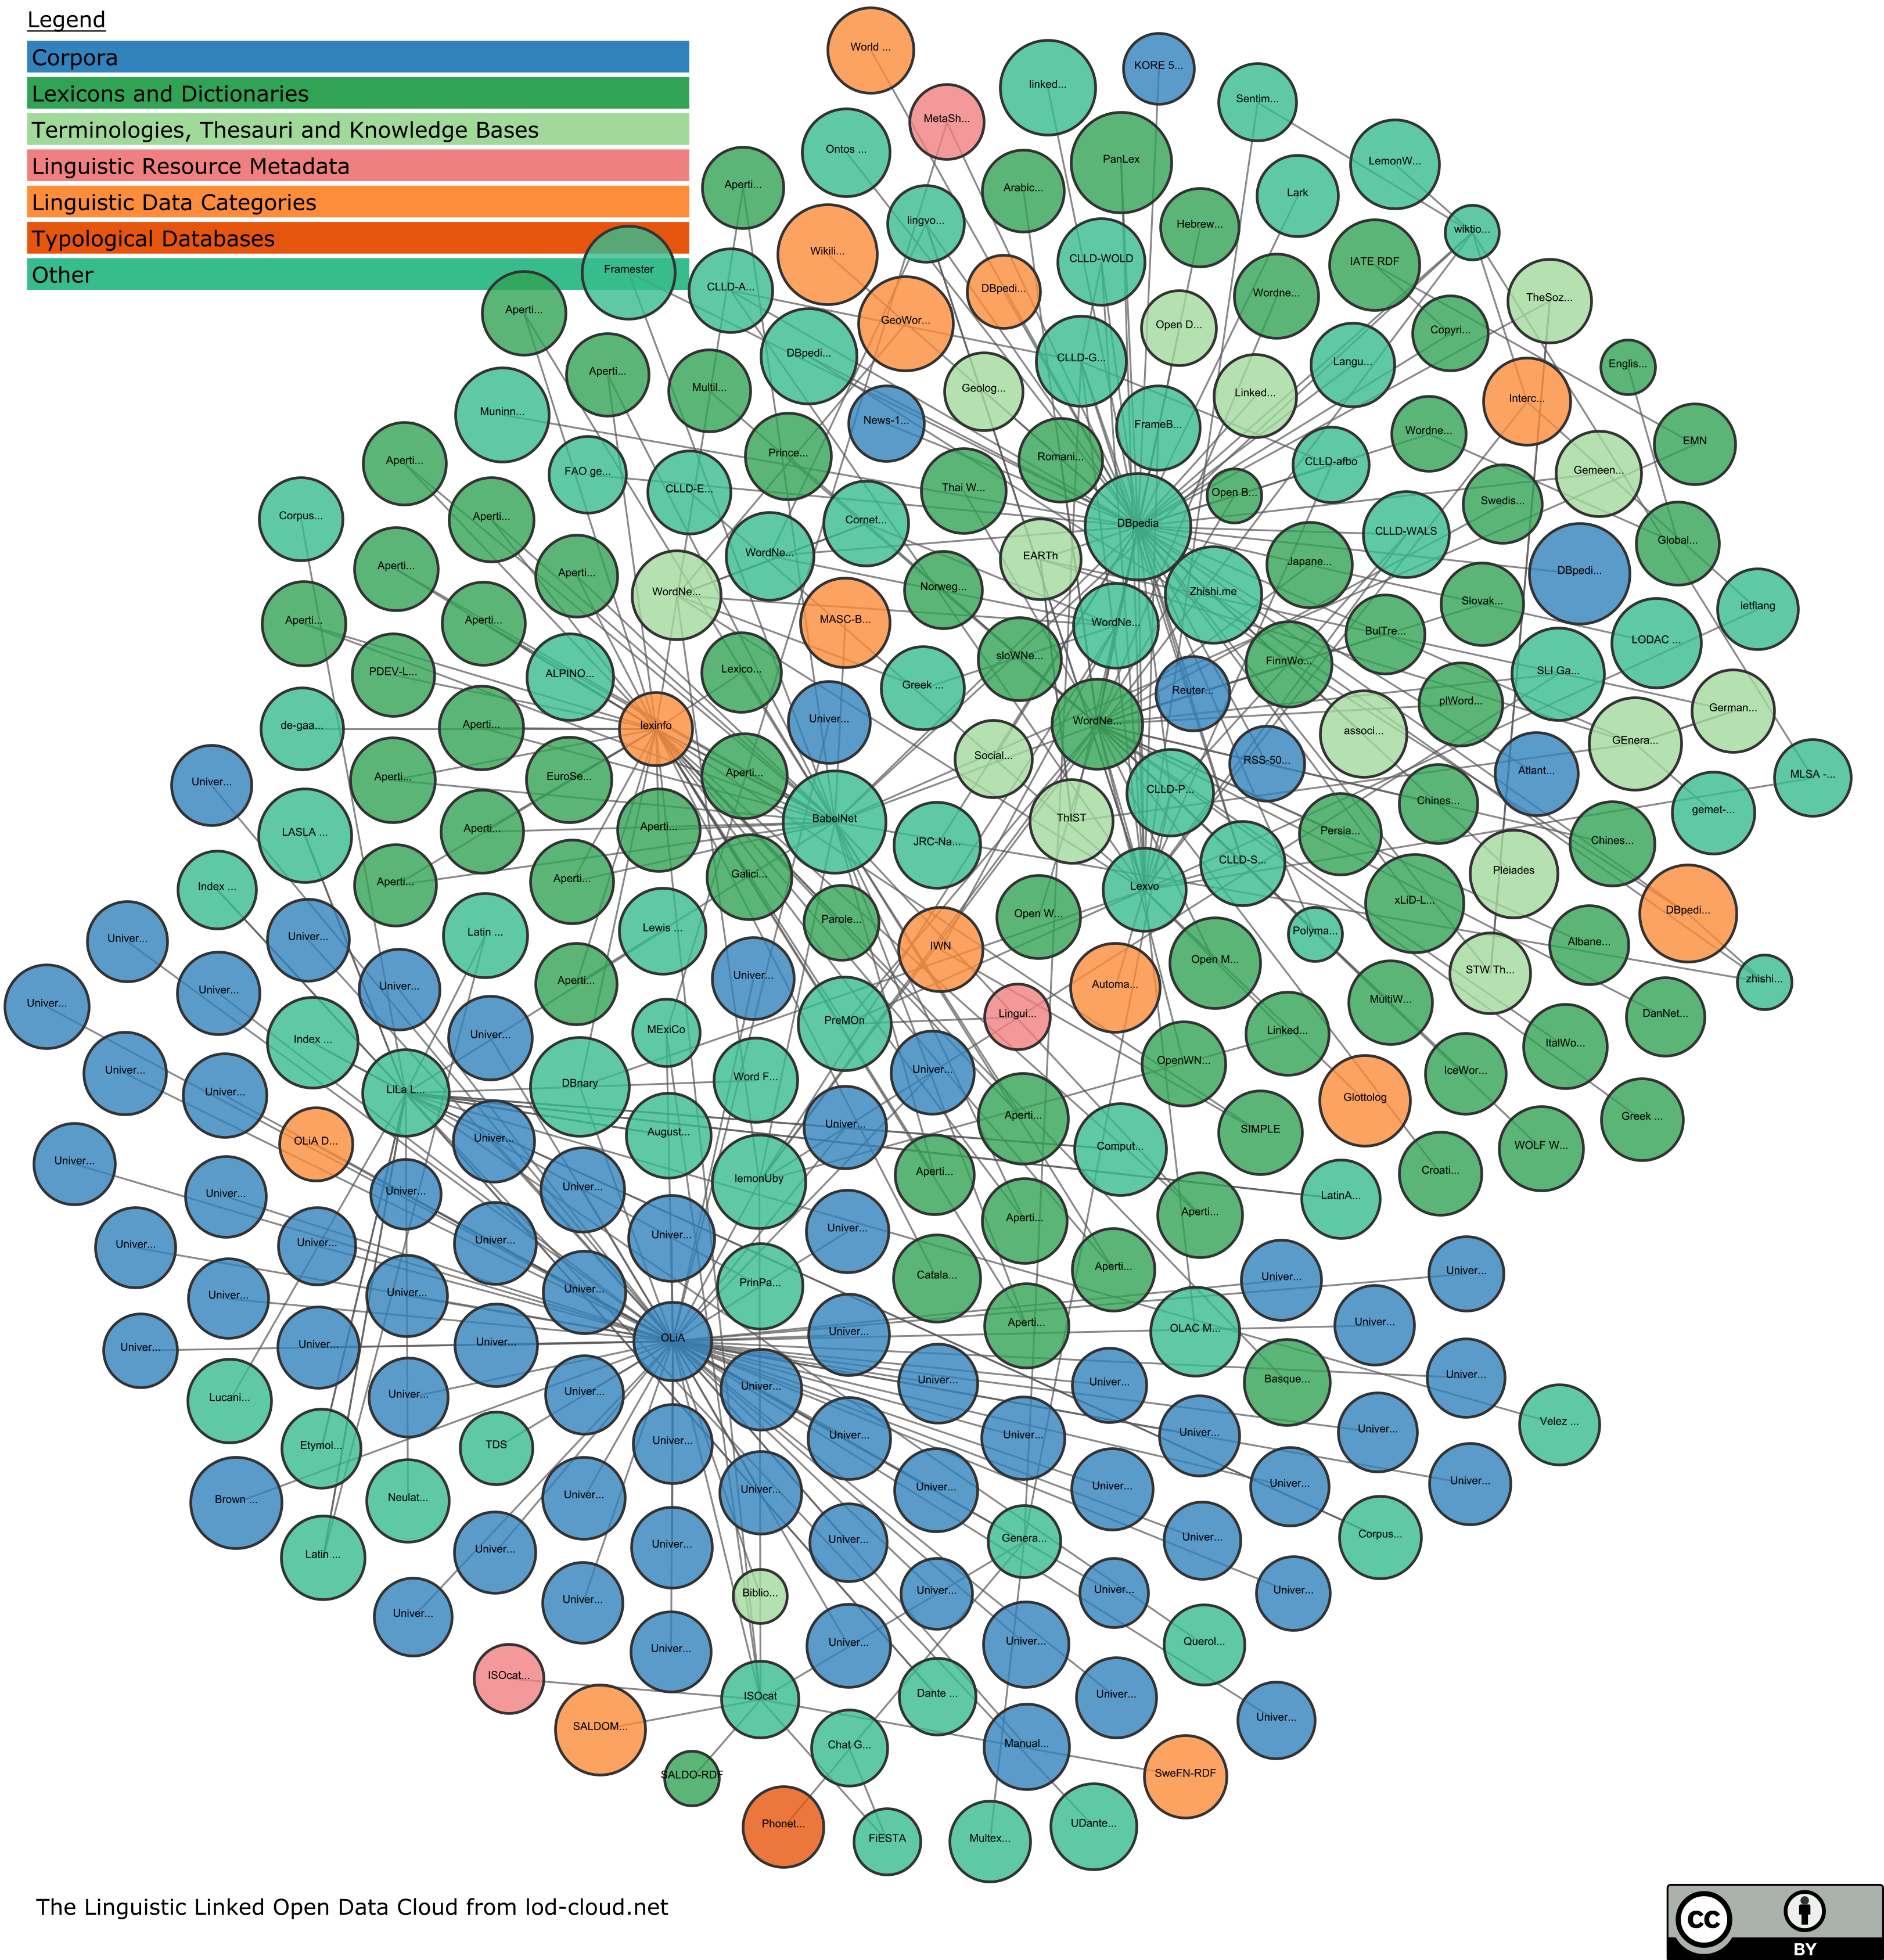 Legend
Corpora
Lexicons and Dictionaries
Terminologies, Thesauri and Knowledge Bases
Linguistic Resource Metadata
Linguistic Data Categories
Typological Databases
Other
World ...
linked...
KORE 5...
Sentim...
MetaSh...
Ontos ...
PanLex
LemonW...
Aperti...
Arabic...
Lark
lingvo...
Hebrew...
wiktio...
Wikili...
CLLD-WOLD
IATE RDF
Framester
CLLD-A...
DBpedi...
Wordne...
TheSoz...
Aperti...
GeoWor...
Open D...
Copyri...
DBpedi...
CLLD-G...
Langu...
Englis...
Aperti...
Multil...
Geolog...
Linked...
Interc...
Muninn...
News-1...
FrameB...
Wordne...
EMN
Aperti...
FAO ge...
Prince...
Romani...
CLLD-afbo
Gemeen...
CLLD-E...
Thai W...
Open B...
Swedis...
Corpus...
Aperti...
Cornet...
DBpedia
CLLD-WALS
Global...
Aperti...
Aperti...
WordNe...
EARTh
Japane...
DBpedi...
WordNe...
Norweg...
Zhishi.me
Slovak...
ietflang
Aperti...
Aperti...
MASC-B...
WordNe...
BulTre...
LODAC ...
PDEV-L...
ALPINO...
Lexico...
Greek ...
sloWNe...
FinnWo...
SLI Ga...
Reuter...
plWord...
German...
de-gaa...
Aperti...
lexinfo
Univer...
WordNe...
associ...
GEnera...
Univer...
Aperti...
EuroSe...
Aperti...
Social...
RSS-50...
Atlant...
MLSA -...
LASLA ...
Aperti...
Aperti...
BabelNet
ThIST
CLLD-P...
Chines...
gemet-...
JRC-Na...
Persia...
Chines...
Index ...
Aperti...
Aperti...
Galici...
Lexvo
CLLD-S...
Pleiades
Univer...
Univer...
Latin ...
Lewis ...
Parole...
Open W...
xLiD-L...
DBpedi...
IWN
Polyma...
Albane...
Univer...
Univer...
Univer...
Aperti...
Univer...
Automa...
Open M...
STW Th...
zhishi...
Index ...
Univer...
MExiCo
PreMOn
Lingui...
Linked...
MultiW...
DanNet...
Univer...
Univer...
LiLa L...
DBnary
Word F...
Univer...
OpenWN...
IceWor...
ItalWo...
OLiA D...
Univer...
August...
Univer...
Aperti...
SIMPLE
Glottolog
Greek ...
Univer...
Univer...
Univer...
Univer...
lemonUby
Aperti...
Comput...
Croati...
WOLF W...
LatinA...
Univer...
Univer...
Univer...
Univer...
Univer...
Aperti...
Aperti...
Univer...
Univer...
Univer...
PrinPa...
Catala...
Aperti...
Univer...
Univer...
Univer...
Univer...
Univer...
OLiA
Univer...
Aperti...
OLAC M...
Univer...
Lucani...
Univer...
Univer...
Univer...
Univer...
Univer...
Basque...
Univer...
Etymol...
TDS
Univer...
Univer...
Univer...
Univer...
Univer...
Velez ...
Brown ...
Neulat...
Univer...
Univer...
Univer...
Univer...
Univer...
Univer...
Latin ...
Univer...
Univer...
Univer...
Genera...
Univer...
Corpus...
Univer...
Univer...
Biblio...
Univer...
Univer...
Univer...
Univer...
Univer...
Univer...
Querol...
ISOcat...
ISOcat
Dante ...
Univer...
Univer...
SALDOM...
Chat G...
Manual...
SALDO-RDF
SweFN-RDF
Phonet...
FiESTA
Multex...
UDante...
The Linguistic Linked Open Data Cloud from lod-cloud.net
cc
BY